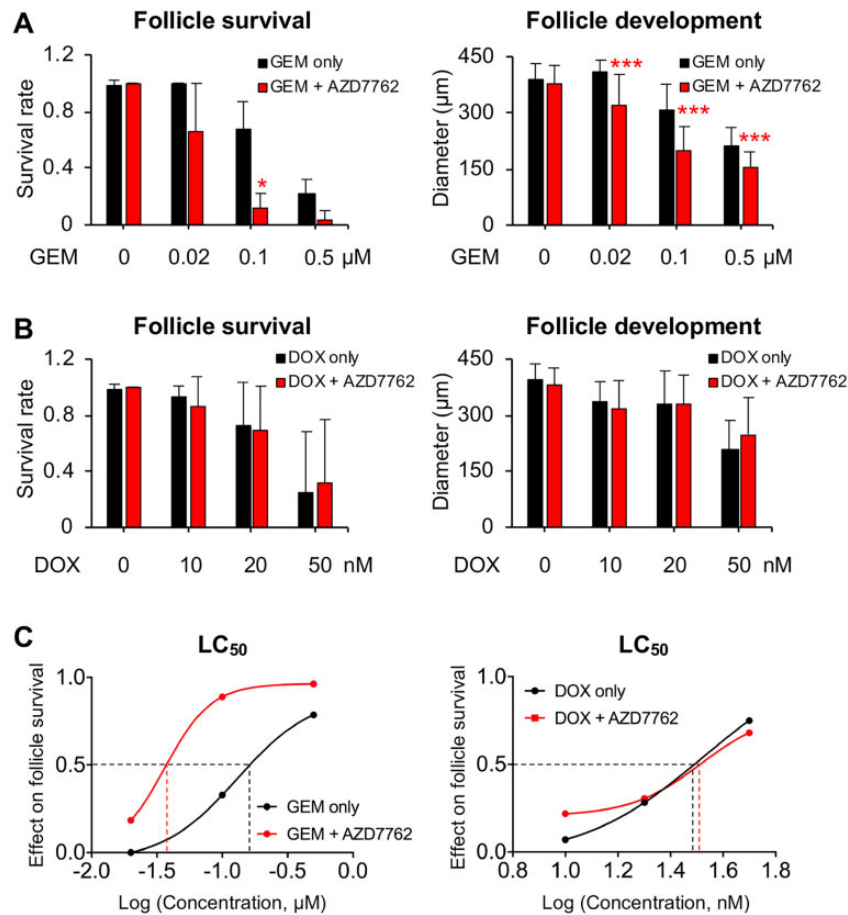 A
Follicle survival
Survival rate
1.2
0.8
0.4
0
GEM only
GEM + AZD7762
*
GEM 0 0.02 0.1 0.5 µM
Follicle development
Diameter (µm)
450
300
150
0
GEM only
GEM + AZD7762
***
***
***
GEM 0 0.02 0.1 0.5 µM
B
Follicle survival
Survival rate
1.2
0.8
0.4
0
DOX only
DOX + AZD7762
DOX 0 10 20 50 nM
Follicle development
Diameter (µm)
450
300
150
0
DOX only
DOX + AZD7762
DOX 0 10 20 50 nM
C
LC50
Effect on follicle survival
1.0
0.5
0.0
GEM only
GEM + AZD7762
-2.0 -1.5 -1.0 -0.5 0.0
Log (Concentration, µM)
LC50
Effect on follicle survival
1.0
0.5
0.0
DOX only
DOX + AZD7762
0.8 1.0 1.2 1.4 1.6 1.8
Log (Concentration, nM)